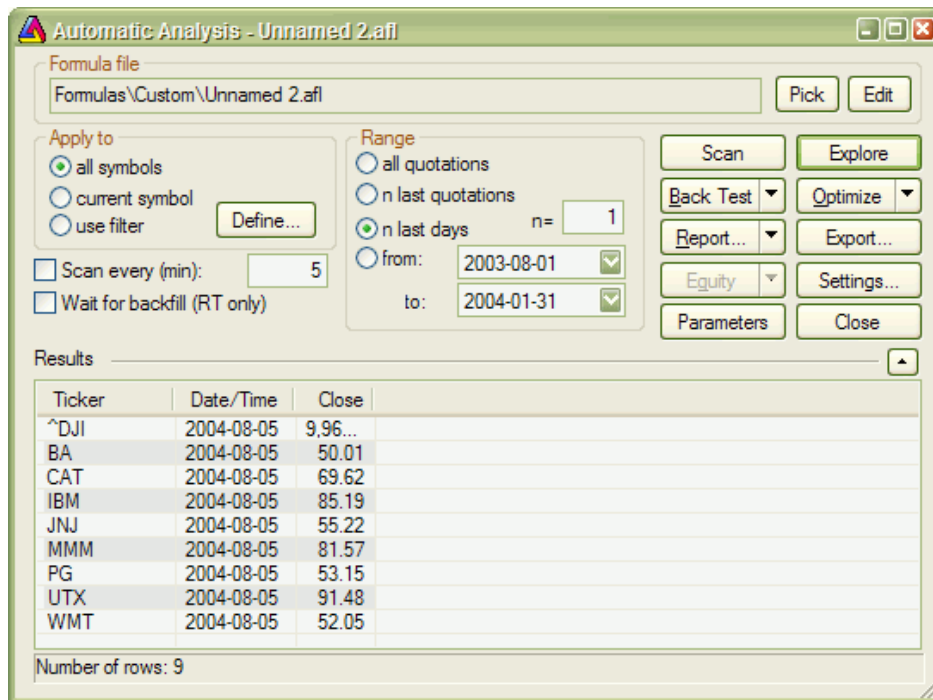 Automatic Analysis - Unnamed 2.afl
Formula file
Formulas\Custom\Unnamed 2.afl
Pick
Edit
Apply to
all symbols
current symbol
use filter
Define...
Scan every (min):
5
Wait for backfill (RT only)
Range
all quotations
n last quotations
n last days
n=
1
from:
2003-08-01
to:
2004-01-31
Scan
Explore
Back Test
Optimize
Report...
Export...
Equity
Settings...
Parameters
Close
Results
Ticker Date/Time Close
^DJI 2004-08-05 9,96...
BA 2004-08-05 50.01
CAT 2004-08-05 69.62
IBM 2004-08-05 85.19
JNJ 2004-08-05 55.22
MMM 2004-08-05 81.57
PG 2004-08-05 53.15
UTX 2004-08-05 91.48
WMT 2004-08-05 52.05
Number of rows: 9